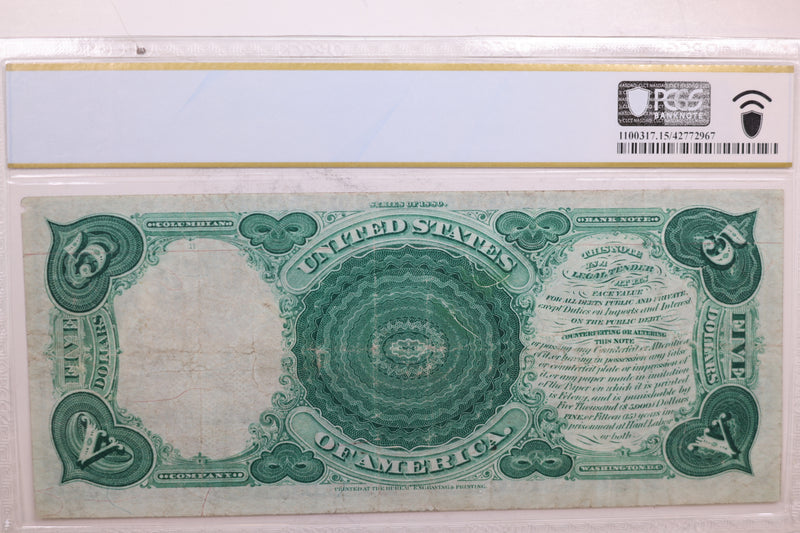 PCGS
BANKNOTE
1100317.15/42772967
SERIES OF 1880.
COLUMBIAN
BANK NOTE
5
5
UNITED STATES
THIS NOTE
IS A
LEGAL TENDER
AT ITS
FACE VALUE
FOR ALL DEBTS PUBLIC AND PRIVATE
except Duties on Imports and Interest
ON THE PUBLIC DEBT.
COUNTERFEITING OR ALTERING
THIS NOTE
or passing any Counterfeit or Alteration
of it, or having in possession any false
or counterfeit plate or impression of
it, or any paper made in imitation
of the Paper on which it is printed
is Felony, and is punishable by
Five Thousand ($5000) Dollars
FINE, or Fifteen (15) years im-
prisonment at Hard Labor
or both.
FIVE
DOLLARS
FIVE
DOLLARS
OF AMERICA.
V
V
COMPANY
WASHINGTON D.C.
PRINTED AT THE BUREAU ENGRAVING & PRINTING.